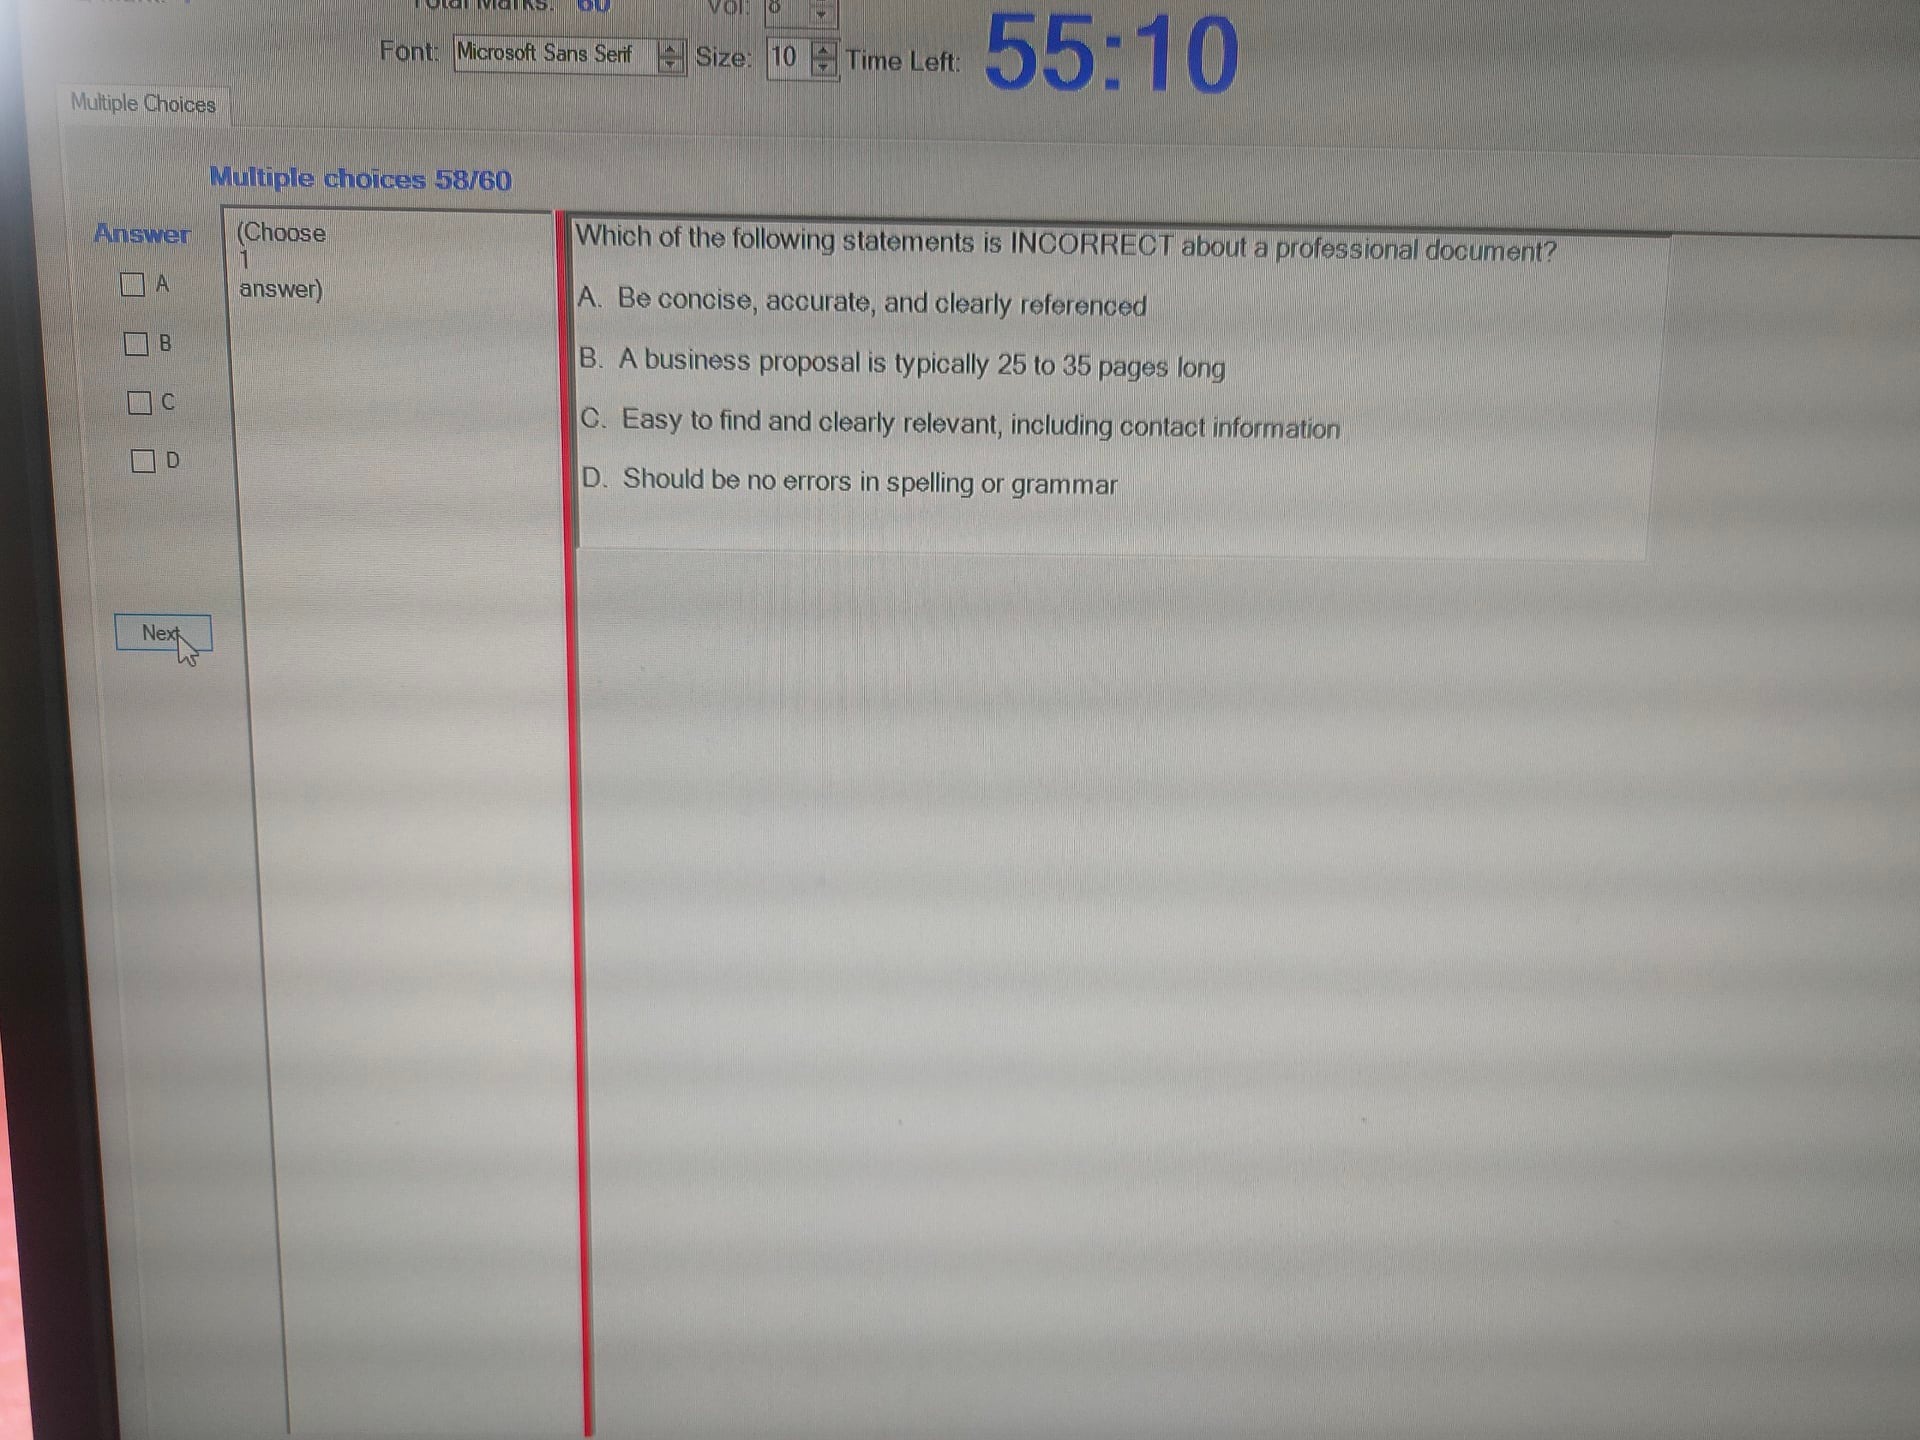 Total Marks: 60 Vol: 8
Font: Microsoft Sans Serif Size: 10 Time Left: 55:10
Multiple Choices
Multiple choices 58/60
Answer
A
B
C
D
Next
(Choose
1
answer)
Which of the following statements is INCORRECT about a professional document?
A. Be concise, accurate, and clearly referenced
B. A business proposal is typically 25 to 35 pages long
C. Easy to find and clearly relevant, including contact information
D. Should be no errors in spelling or grammar